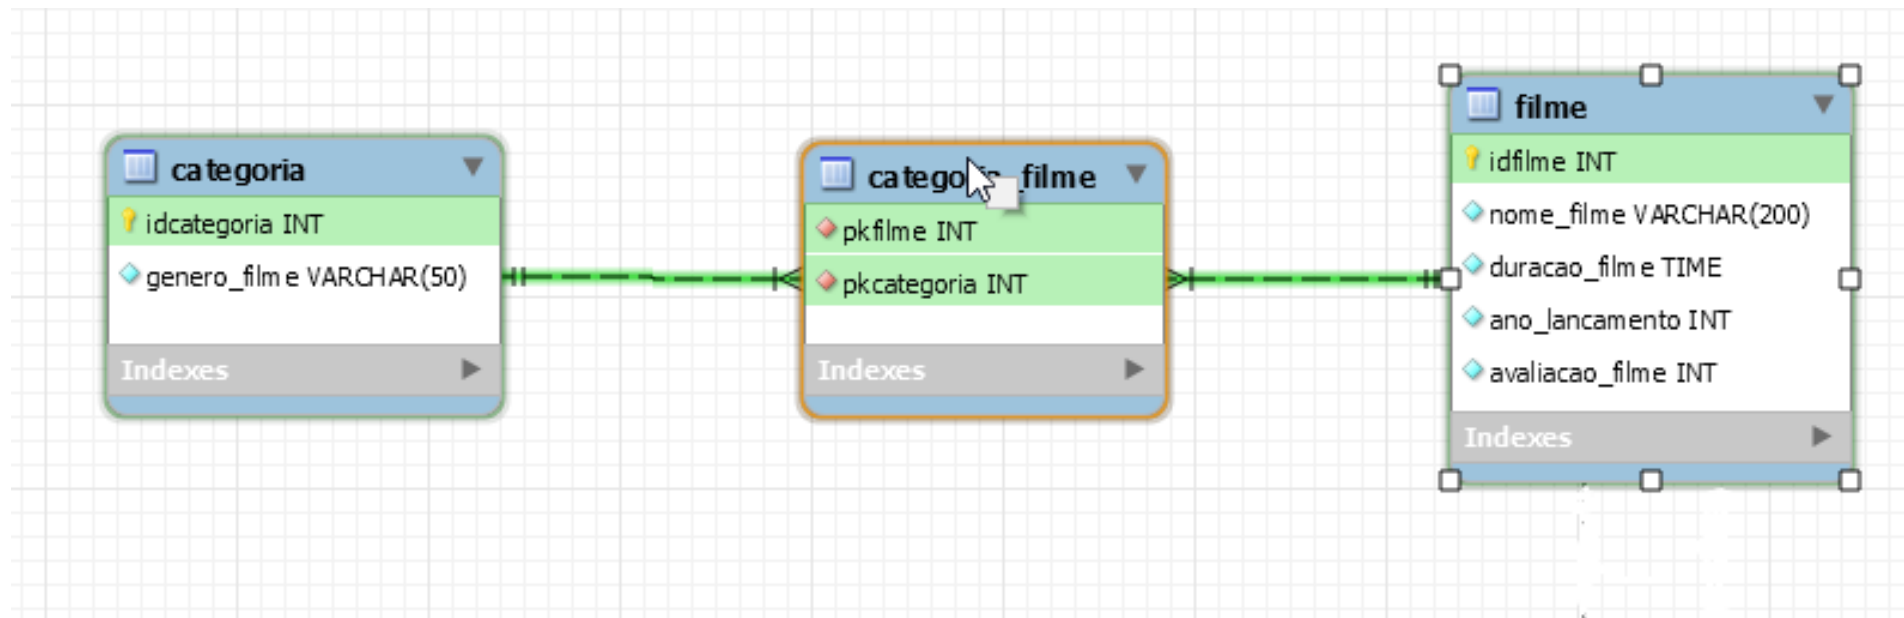 categoria
idcategoria INT
genero_filme VARCHAR(50)
Indexes
pkfilme INT
pkcategoria INT
Indexes
filme
idfilme INT
nome_filme VARCHAR(200)
duracao_filme TIME
ano_lancamento INT
avaliacao_filme INT
Indexes